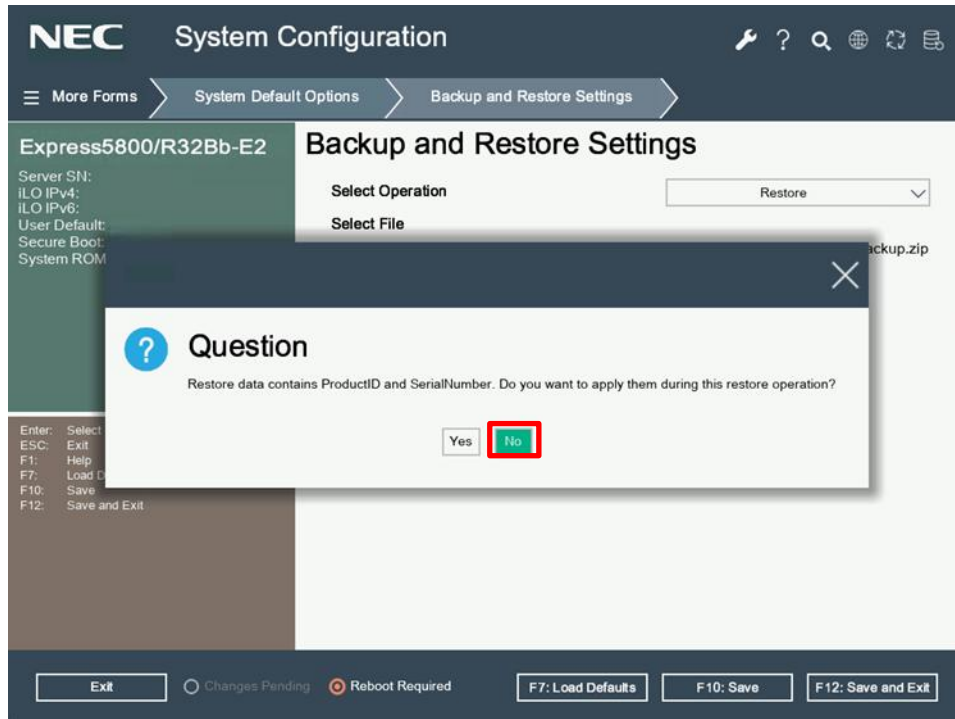 NEC System Configuration
More Forms System Default Options Backup and Restore Settings
Express5800/R32Bb-E2
Server SN:
iLO IPv4:
iLO IPv6:
User Default:
Secure Boot:
System ROM
Backup and Restore Settings
Select Operation Restore
Select File
ackup.zip
?
Question
Restore data contains ProductID and SerialNumber. Do you want to apply them during this restore operation?
Yes No
Enter: Select
ESC: Exit
F1: Help
F7: Load D
F10: Save
F12: Save and Exit
Exit Changes Pending Reboot Required F7: Load Defaults F10: Save F12: Save and Exit